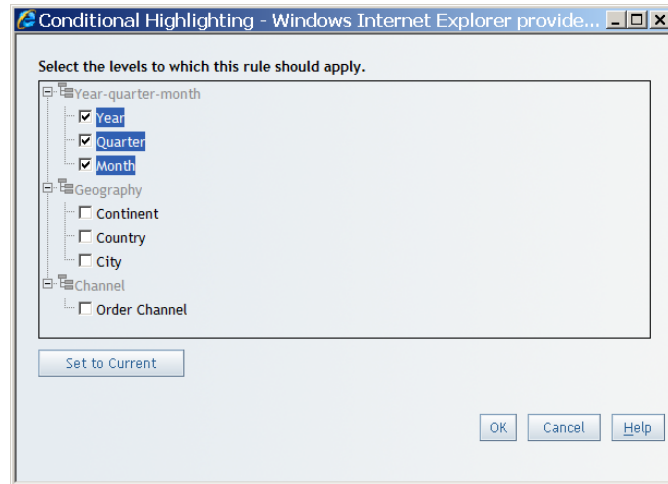 Conditional Highlighting - Windows Internet Explorer provide...
Select the levels to which this rule should apply.
Year-quarter-month
Year
Quarter
Month
Geography
Continent
Country
City
Channel
Order Channel
Set to Current
OK Cancel Help